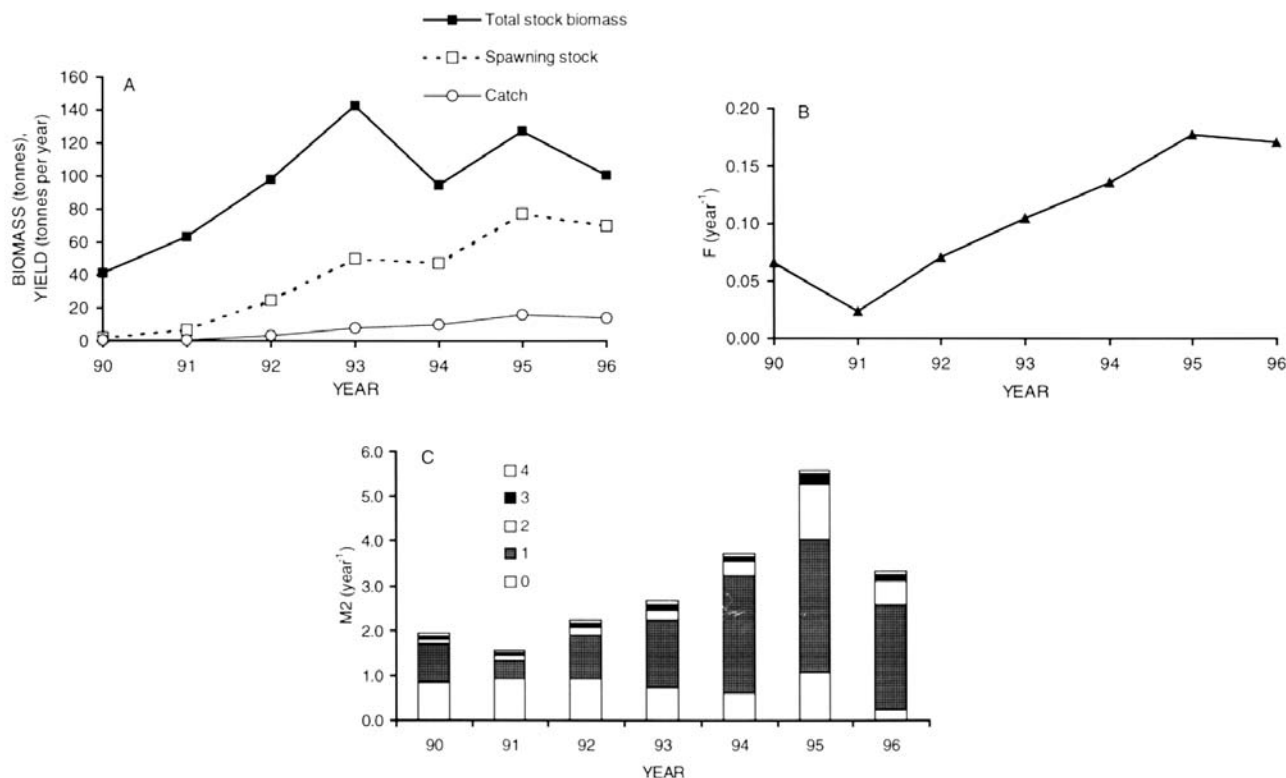 Total stock biomass
Spawning stock
Catch
A
BIOMASS (tonnes),
YIELD (tonnes per year)
160
140
120
100
80
60
40
20
0
90 91 92 93 94 95 96
YEAR
B
F (year-1)
0.20
0.15
0.10
0.05
0.00
90 91 92 93 94 95 96
YEAR
C
M2 (year-1)
6.0
5.0
4.0
3.0
2.0
1.0
0.0
4
3
2
1
0
90 91 92 93 94 95 96
YEAR